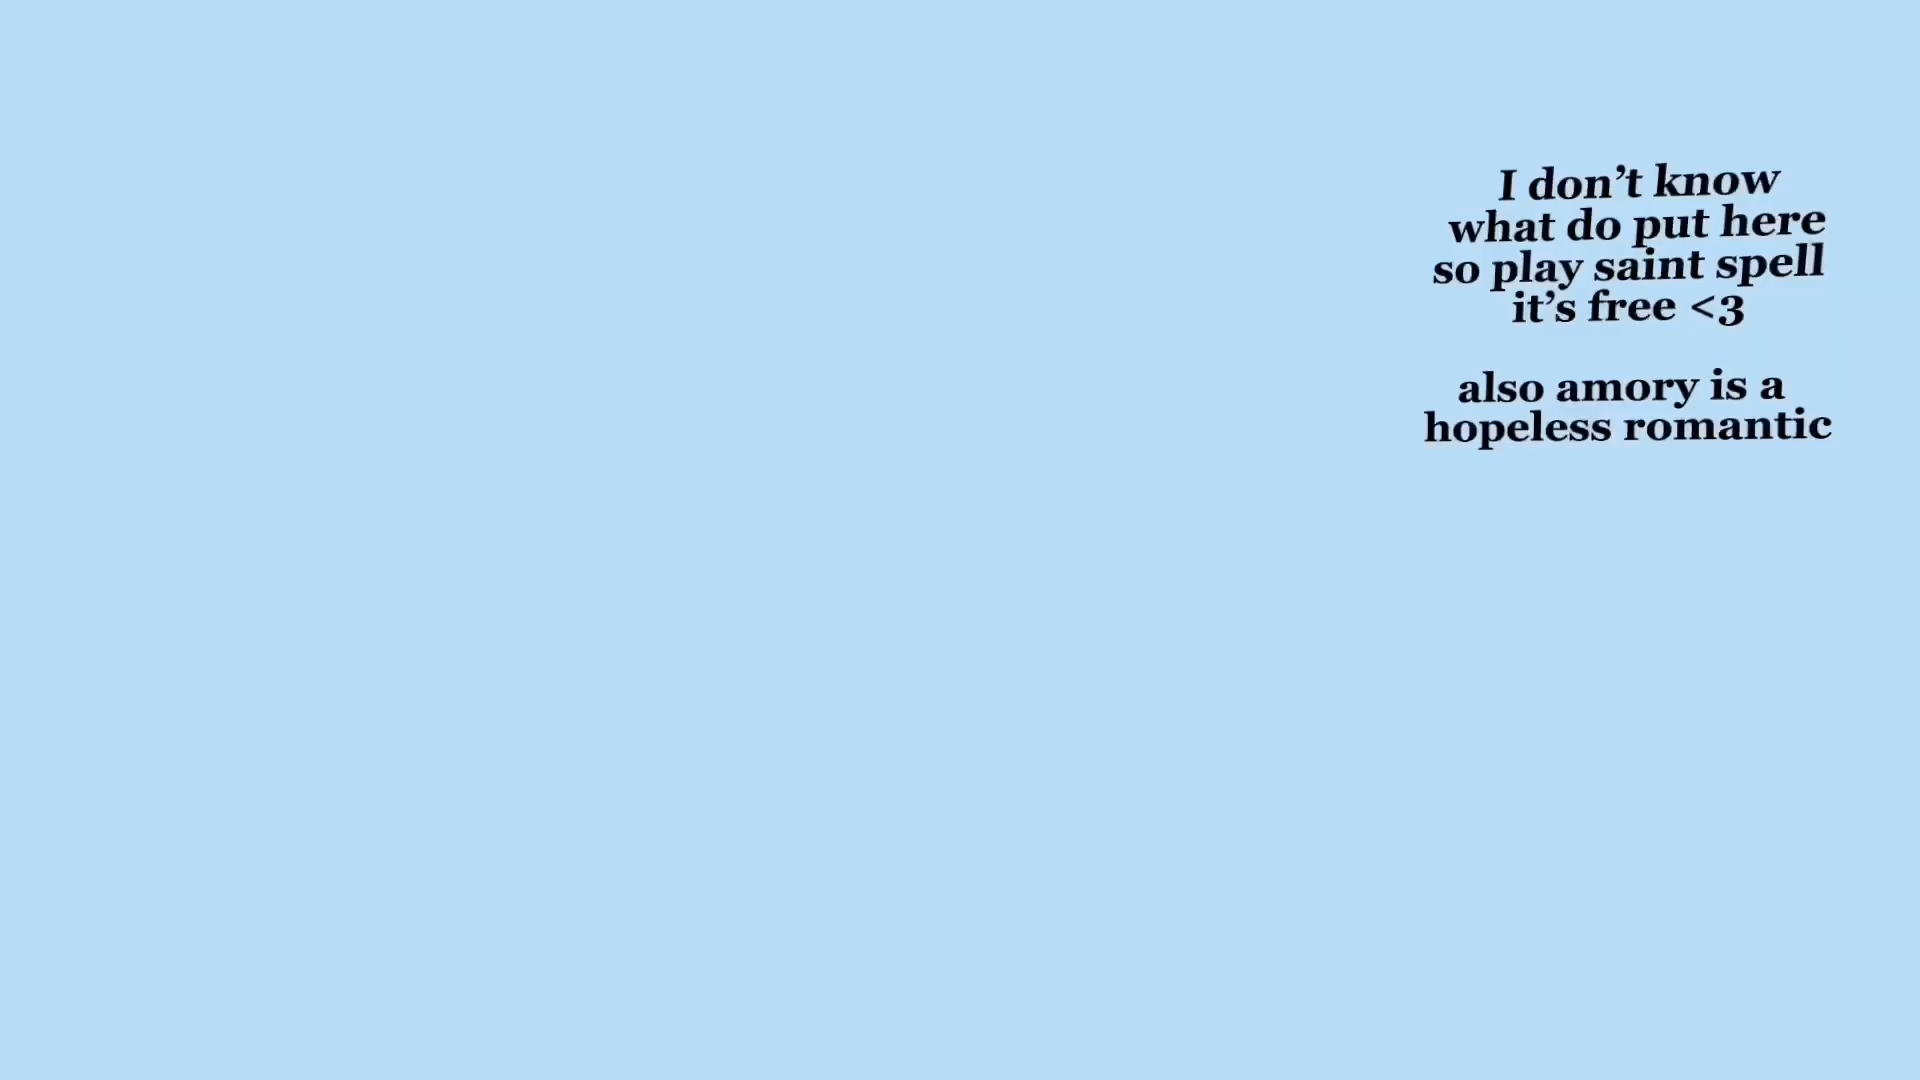 I don’t know
what do put here
so play saint spell
it’s free <3
also amory is a
hopeless romantic